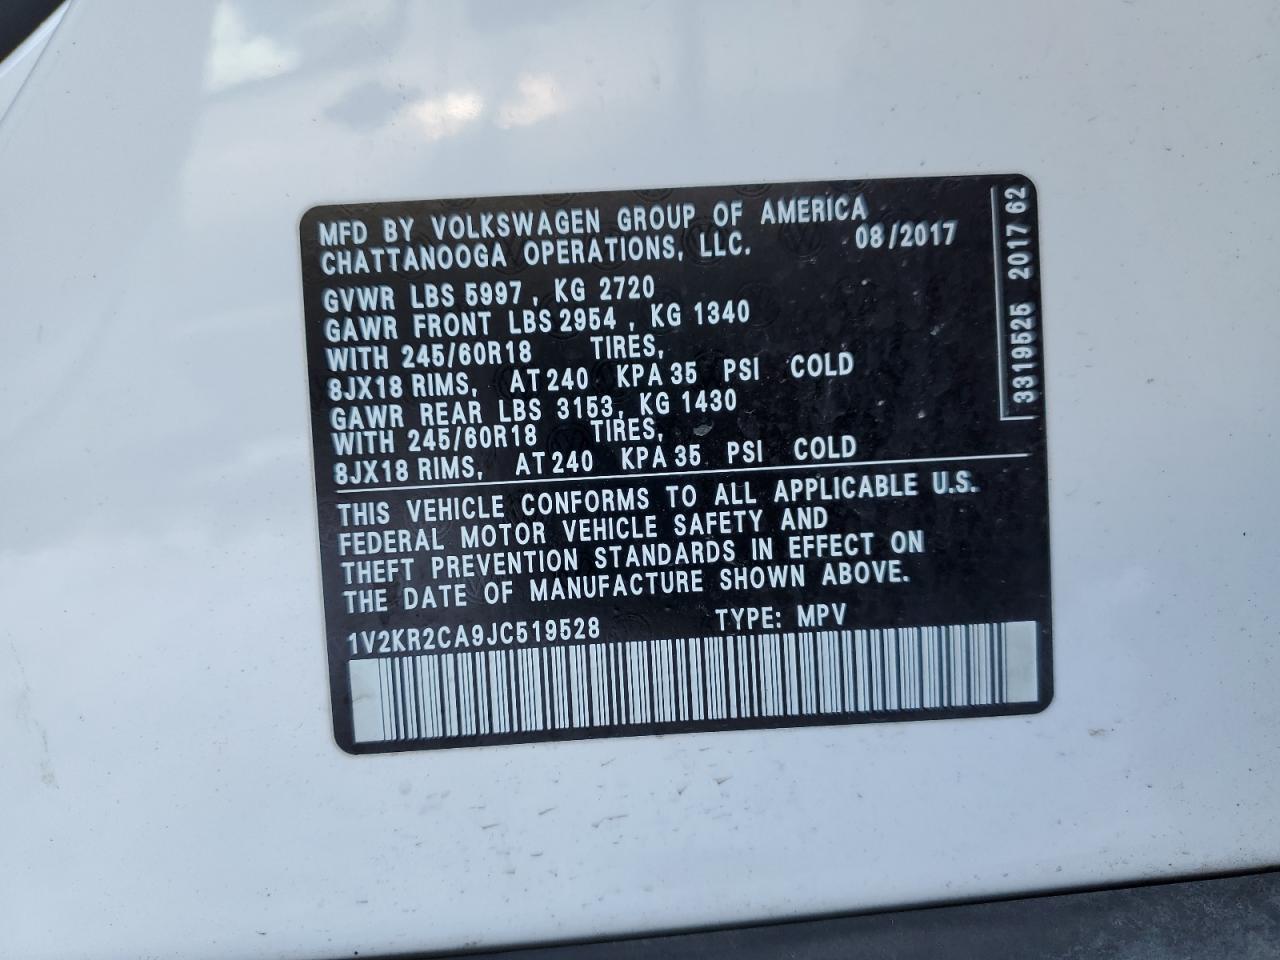 MFD BY VOLKSWAGEN GROUP OF AMERICA
CHATTANOOGA OPERATIONS, LLC. 08/2017
GVWR LBS 5997, KG 2720
GAWR FRONT LBS 2954, KG 1340
WITH 245/60R18 TIRES,
8JX18 RIMS, AT 240 KPA 35 PSI COLD
GAWR REAR LBS 3153, KG 1430
WITH 245/60R18 TIRES,
8JX18 RIMS, AT 240 KPA 35 PSI COLD
THIS VEHICLE CONFORMS TO ALL APPLICABLE U.S.
FEDERAL MOTOR VEHICLE SAFETY AND
THEFT PREVENTION STANDARDS IN EFFECT ON
THE DATE OF MANUFACTURE SHOWN ABOVE.
1V2KR2CA9JC519528 TYPE: MPV
3319525 2017 62